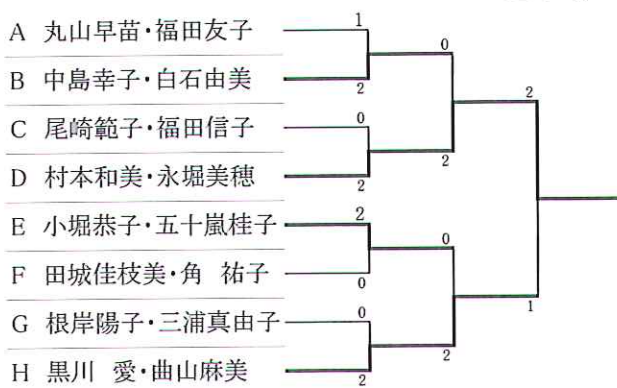 1
A 丸山早苗・福田友子
0
B 中島幸子・白石由美
2
2
C 尾崎範子・福田信子
0
D 村本和美・永堀美穂
2
2
E 小堀恭子・五十嵐桂子
2
0
F 田城佳枝美・角 祐子
0
1
G 根岸陽子・三浦真由子
0
2
H 黒川 愛・曲山麻美
2